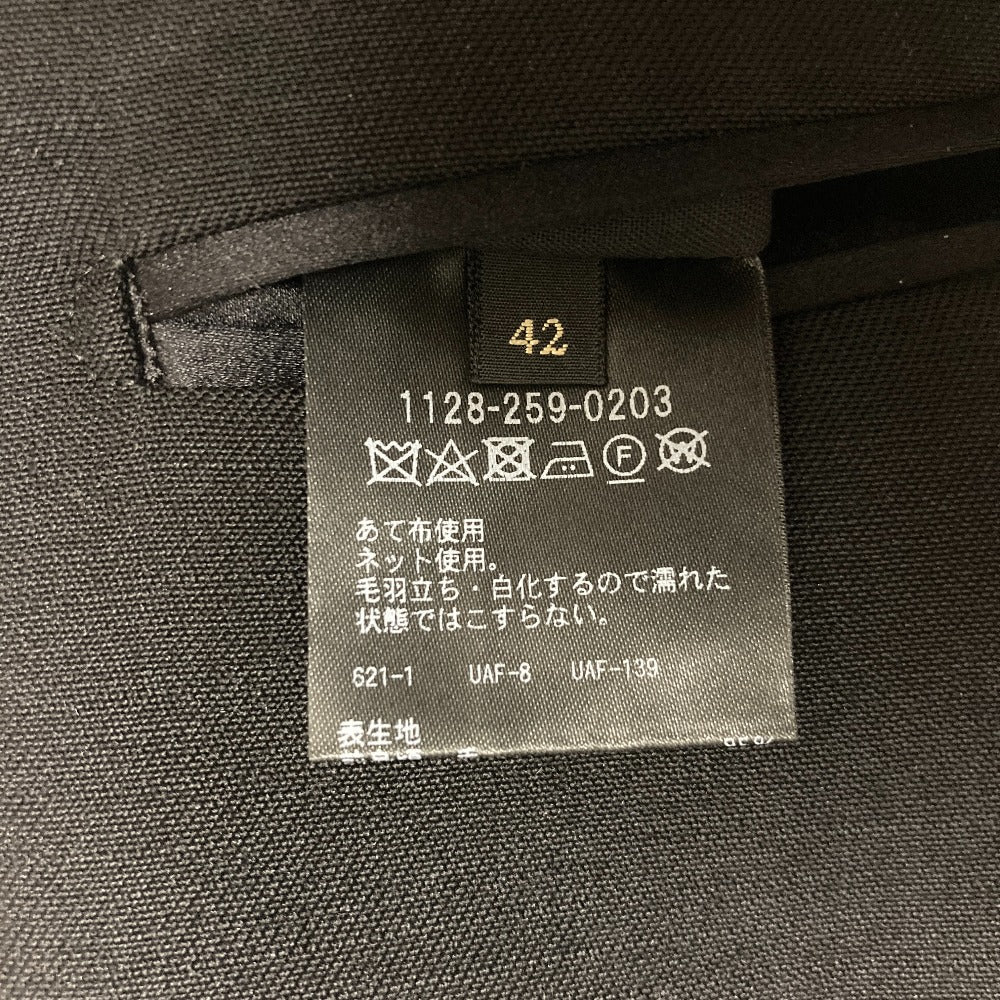 42
1128-259-0203
あて布使用
ネット使用。
毛羽立ち・白化するので濡れた
状態ではこすらない。
621-1 UAF-8 UAF-139
表生地